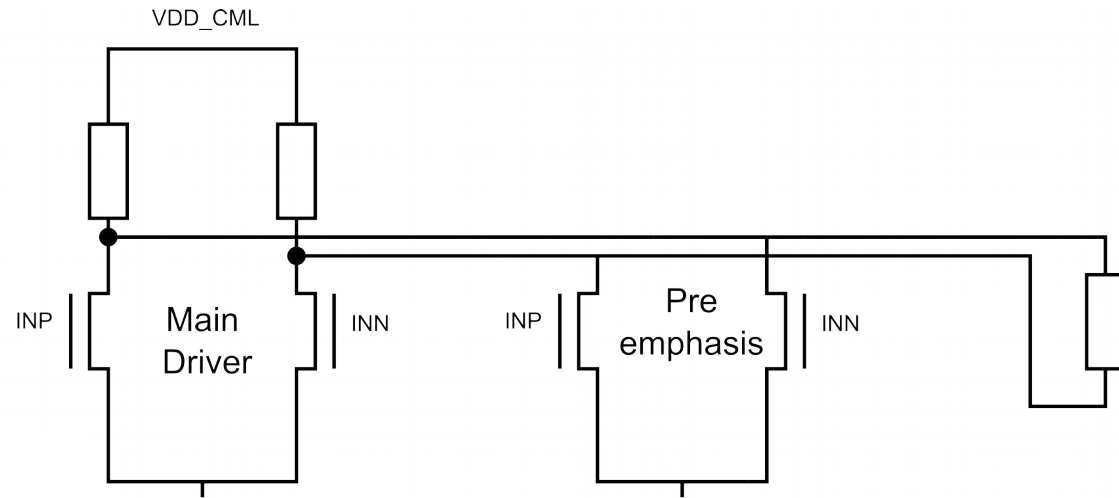 VDD_CML
INP
Main
Driver
INN
INP
Pre
emphasis
INN